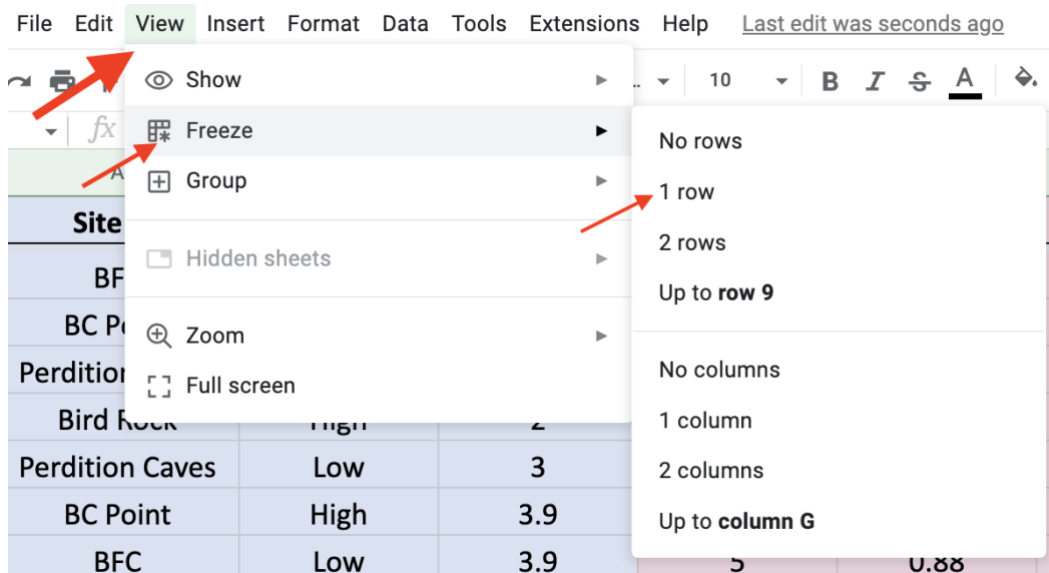 File Edit View Insert Format Data Tools Extensions Help Last edit was seconds ago
Show 10 B I S A
fx Freeze
No rows
A Group
1 row
Site
2 rows
Hidden sheets
BF
Up to row 9
BC P
Zoom
Perdition
No columns
Full screen
Bird Rock High 2
1 column
Perdition Caves Low 3
2 columns
BC Point High 3.9
Up to column G
BFC Low 3.9 5 0.88